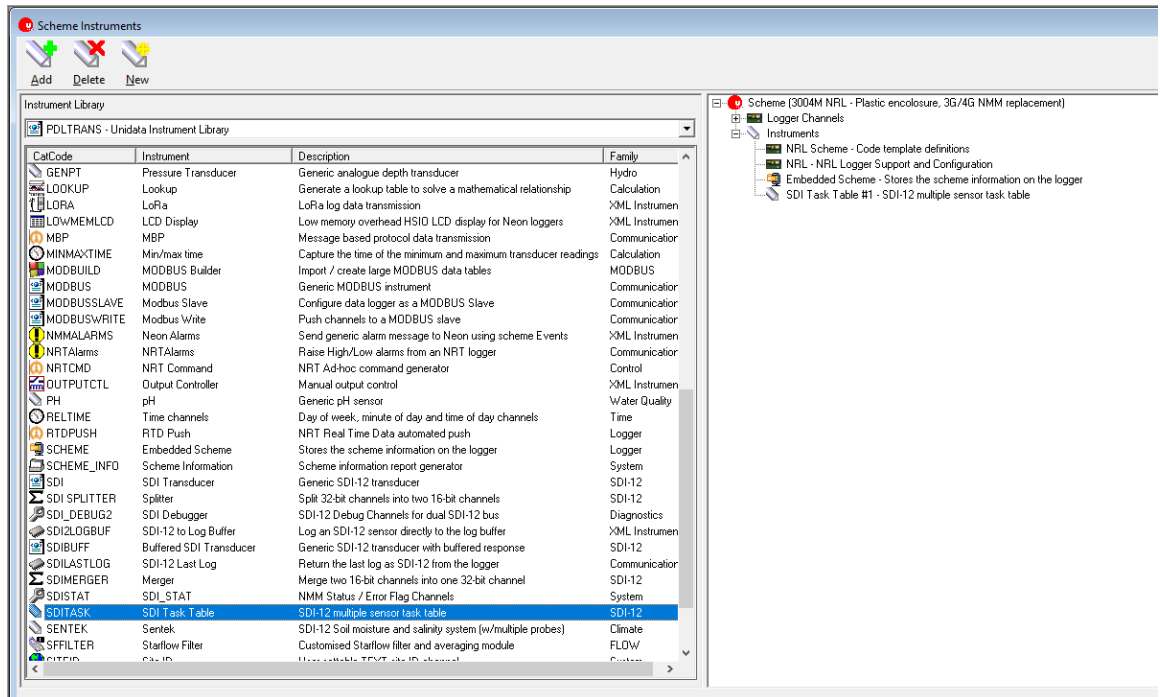 Scheme Instruments
Add Delete New
Instrument Library
PDLTRANS - Unidata Instrument Library
CatCode Instrument Description Family
GENPT Pressure Transducer Generic analogue depth transducer Hydro
LOOKUP Lookup Generate a lookup table to solve a mathematical relationship Calculation
LORA LoRa LoRa log data transmission XML Instrumen
LOWMEMLCD LCD Display Low memory overhead HSIO LCD display for Neon loggers XML Instrumen
MBP MBP Message based protocol data transmission Communication
MINMAXTIME Min/max time Capture the time of the minimum and maximum transducer readings Calculation
MODBUILD MODBUS Builder Import / create large MODBUS data tables MODBUS
MODBUS MODBUS Generic MODBUS instrument Communication
MODBUSSLAVE Modbus Slave Configure data logger as a MODBUS Slave Communication
MODBUSWRITE Modbus Write Push channels to a MODBUS slave Communication
NMMALARMS Neon Alarms Send generic alarm message to Neon using scheme Events XML Instrumen
NRTAlarms NRTAlarms Raise High/Low alarms from an NRT logger Communication
NRTCMD NRT Command NRT Ad-hoc command generator Control
OUTPUTCTL Output Controller Manual output control XML Instrumen
PH pH Generic pH sensor Water Quality
RELTIME Time channels Day of week, minute of day and time of day channels Time
RTDPUSH RTD Push NRT Real Time Data automated push Logger
SCHEME Embedded Scheme Stores the scheme information on the logger Logger
SCHEME_INFO Scheme Information Scheme information report generator System
SDI SDI Transducer Generic SDI-12 transducer SDI-12
SDI SPLITTER Splitter Split 32-bit channels into two 16-bit channels SDI-12
SDI_DEBUG2 SDI Debugger SDI-12 Debug Channels for dual SDI-12 bus Diagnostics
SDI2LOGBUF SDI-12 to Log Buffer Log an SDI-12 sensor directly to the log buffer XML Instrumen
SDIBUFF Buffered SDI Transducer Generic SDI-12 transducer with buffered response SDI-12
SDILASTLOG SDI-12 Last Log Return the last log as SDI-12 from the logger Communication
SDIMERGER Merger Merge two 16-bit channels into one 32-bit channel SDI-12
SDISTAT SDI_STAT NMM Status / Error Flag Channels System
SDITASK SDI Task Table SDI-12 multiple sensor task table SDI-12
SENTEK Sentek SDI-12 Soil moisture and salinity system (w/multiple probes) Climate
SFFILTER Starflow Filter Customised Starflow filter and averaging module FLOW
Scheme (3004M NRL - Plastic encolosure, 3G/4G NMM replacement)
Logger Channels
Instruments
NRL Scheme - Code template definitions
NRL - NRL Logger Support and Configuration
Embedded Scheme - Stores the scheme information on the logger
SDI Task Table #1 - SDI-12 multiple sensor task table